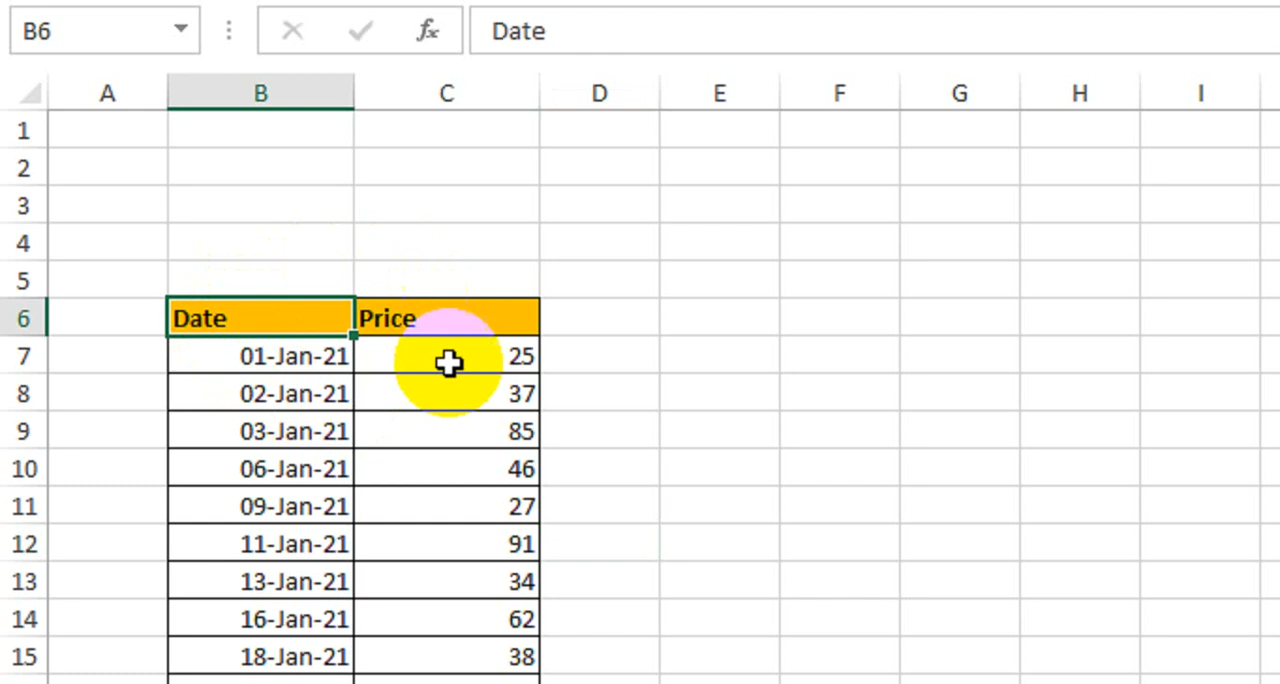 B6 fx Date
A B C D E F G H I
1
2
3
4
5
6 Date Price
7 01-Jan-21 25
8 02-Jan-21 37
9 03-Jan-21 85
10 06-Jan-21 46
11 09-Jan-21 27
12 11-Jan-21 91
13 13-Jan-21 34
14 16-Jan-21 62
15 18-Jan-21 38